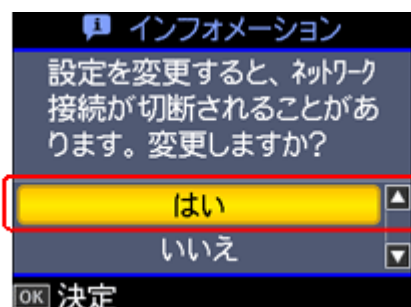 インフォメーション
設定を変更すると、ﾈｯﾄﾜｰｸ
接続が切断されることがあ
ります。変更しますか?
はい
いいえ
OK 決定